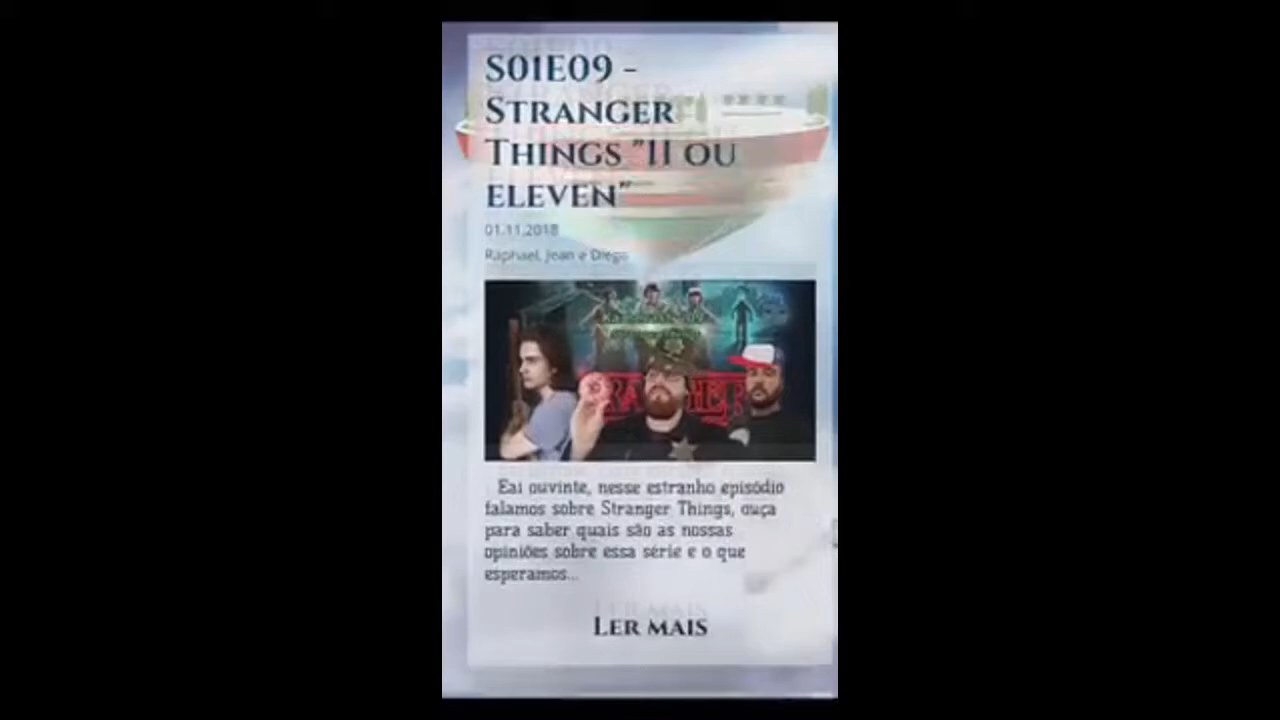 S01E09 -
Stranger
Things "11 ou
eleven"
01.11.2018
Raphael, Jean e Diego
Eai ouvinte, nesse estranho episódio
falamos sobre Stranger Things, ouça
para saber quais são as nossas
opiniões sobre essa série e o que
esperamos...
Ler mais